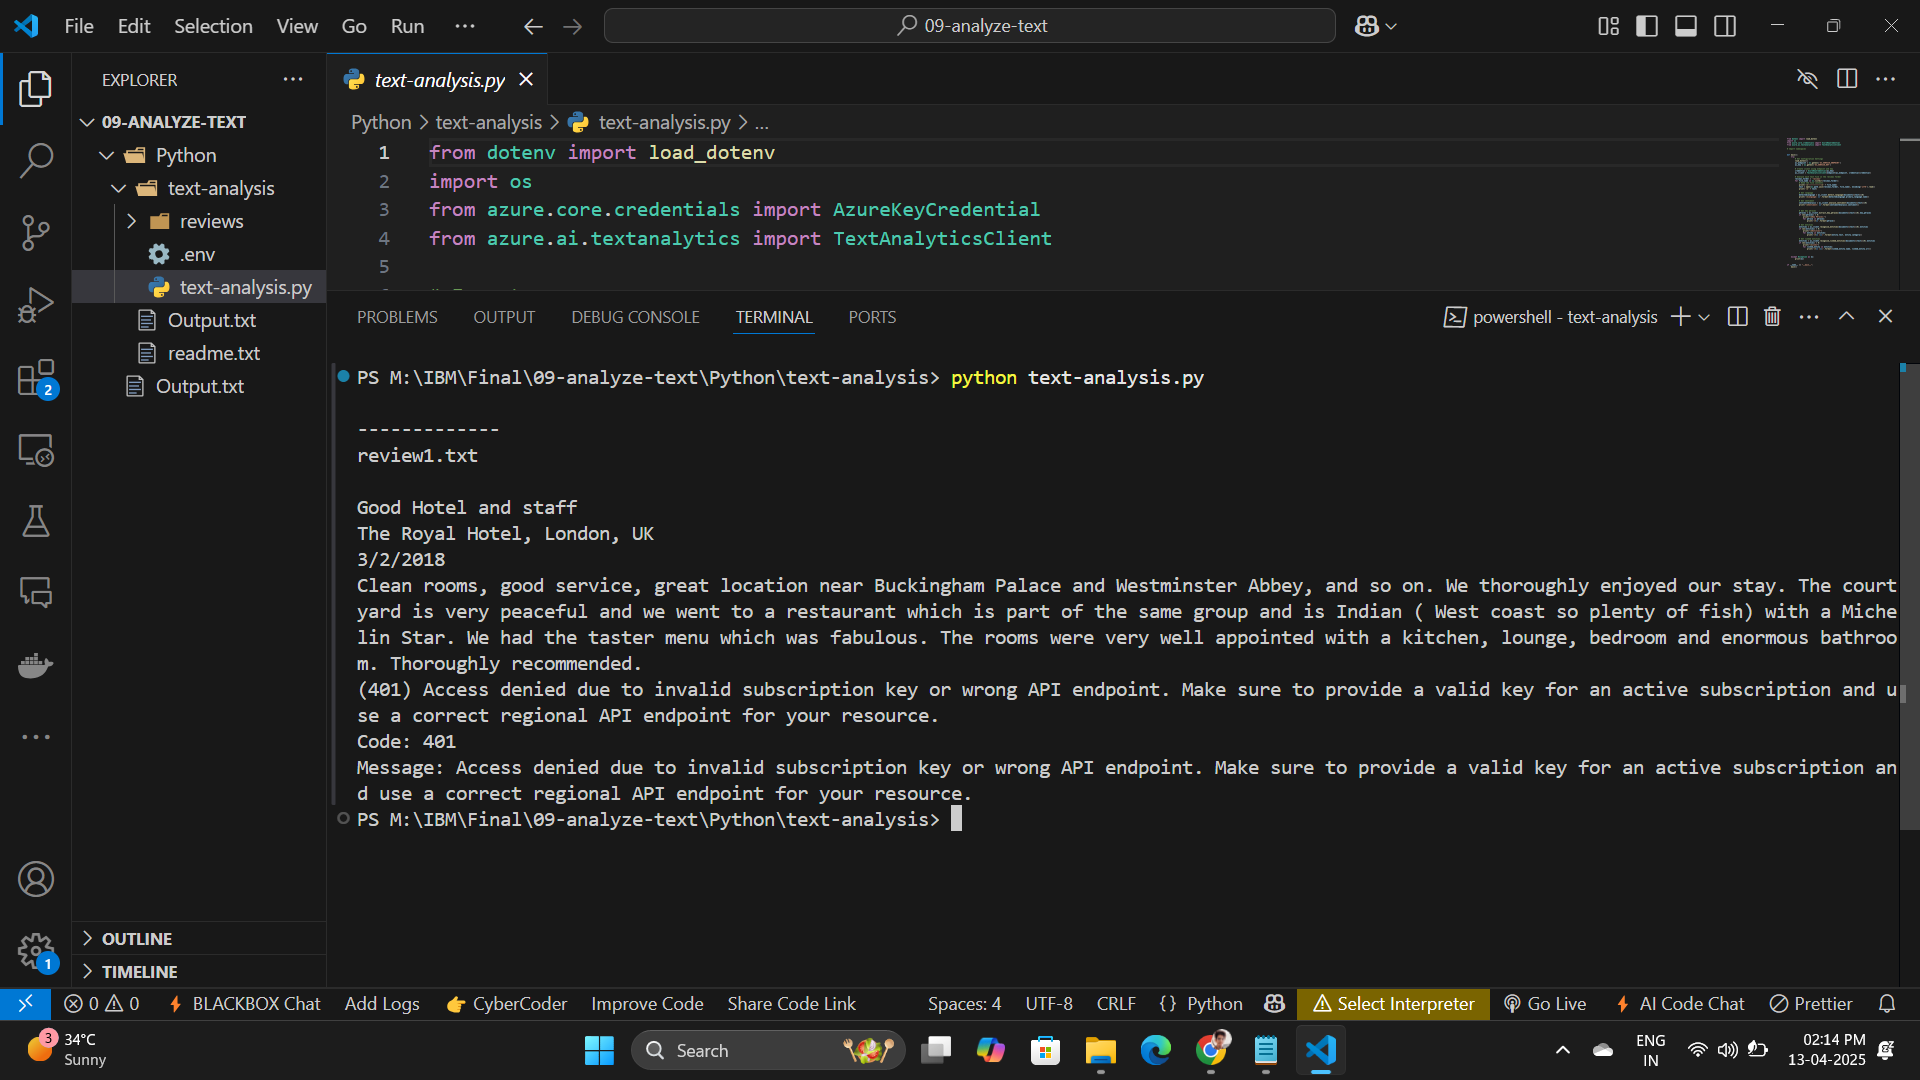 File Edit Selection View Go Run ...
09-analyze-text
EXPLORER
09-ANALYZE-TEXT
Python
text-analysis
reviews
.env
text-analysis.py
Output.txt
readme.txt
Output.txt
OUTLINE
TIMELINE
2
1
text-analysis.py
Python > text-analysis > text-analysis.py > ...
1 from dotenv import load_dotenv
2 import os
3 from azure.core.credentials import AzureKeyCredential
4 from azure.ai.textanalytics import TextAnalyticsClient
5
PROBLEMS OUTPUT DEBUG CONSOLE TERMINAL PORTS
powershell - text-analysis
PS M:\IBM\Final\09-analyze-text\Python\text-analysis> python text-analysis.py
-------------
review1.txt
Good Hotel and staff
The Royal Hotel, London, UK
3/2/2018
Clean rooms, good service, great location near Buckingham Palace and Westminster Abbey, and so on. We thoroughly enjoyed our stay. The court
yard is very peaceful and we went to a restaurant which is part of the same group and is Indian ( West coast so plenty of fish) with a Miche
lin Star. We had the taster menu which was fabulous. The rooms were very well appointed with a kitchen, lounge, bedroom and enormous bathroo
m. Thoroughly recommended.
(401) Access denied due to invalid subscription key or wrong API endpoint. Make sure to provide a valid key for an active subscription and u
se a correct regional API endpoint for your resource.
Code: 401
Message: Access denied due to invalid subscription key or wrong API endpoint. Make sure to provide a valid key for an active subscription an
d use a correct regional API endpoint for your resource.
PS M:\IBM\Final\09-analyze-text\Python\text-analysis>
0 0 BLACKBOX Chat Add Logs CyberCoder Improve Code Share Code Link Spaces: 4 UTF-8 CRLF {} Python Select Interpreter Go Live AI Code Chat Prettier
3
34°C
Sunny
Search
ENG
IN
02:14 PM
13-04-2025